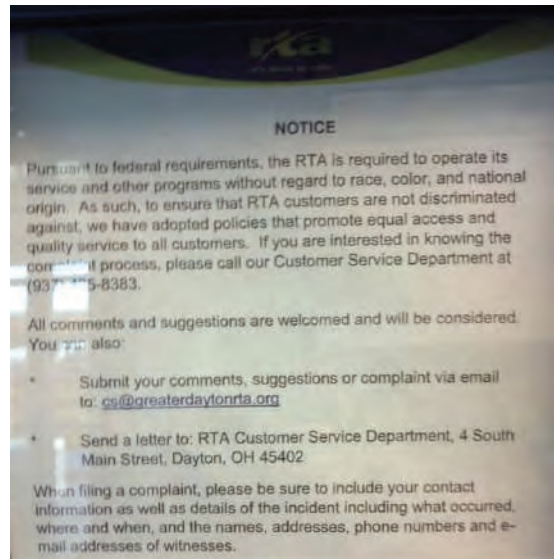 rta
NOTICE
Pursuant to federal requirements, the RTA is required to operate its
service and other programs without regard to race, color, and national
origin. As such, to ensure that RTA customers are not discriminated
against, we have adopted policies that promote equal access and
quality service to all customers. If you are interested in knowing the
complaint process, please call our Customer Service Department at
(937) 5-8383.
All comments and suggestions are welcomed and will be considered.
You can also:
* Submit your comments, suggestions or complaint via email
to: cs@greaterdaytonrta.org
* Send a letter to: RTA Customer Service Department, 4 South
Main Street, Dayton, OH 45402
When filing a complaint, please be sure to include your contact
information as well as details of the incident including what occurred,
where and when, and the names, addresses, phone numbers and e-
mail addresses of witnesses.